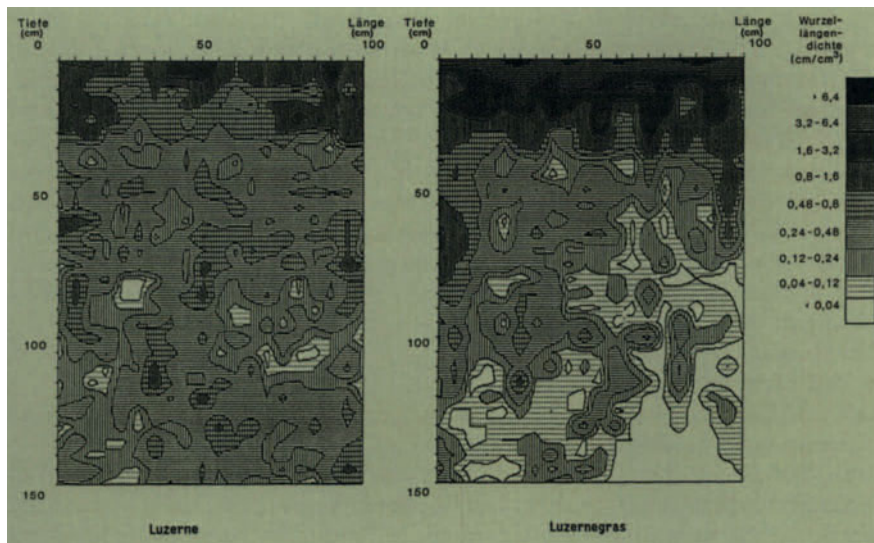 Tiefe
(cm)
0
50
100
150
Länge
(cm)
50
100
Luzerne
Tiefe
(cm)
0
50
100
150
Länge
(cm)
50
100
Luzernegras
Wurzel-
längen-
dichte
(cm/cm³)
6,4
3,2-6,4
1,6-3,2
0,8-1,6
0,48-0,8
0,24-0,48
0,12-0,24
0,04-0,12
< 0,04